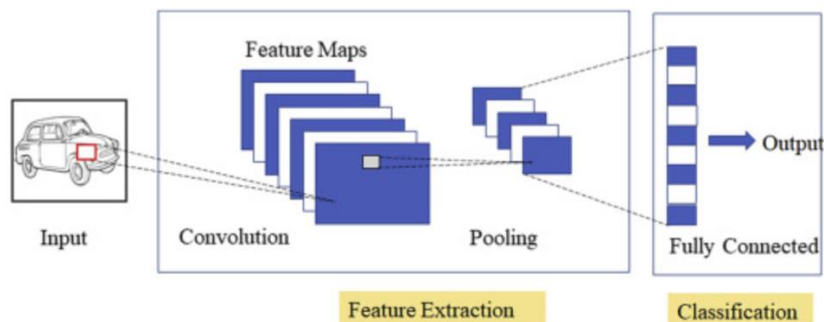 Feature Maps
Input
Convolution
Pooling
Output
Fully Connected
Feature Extraction
Classification